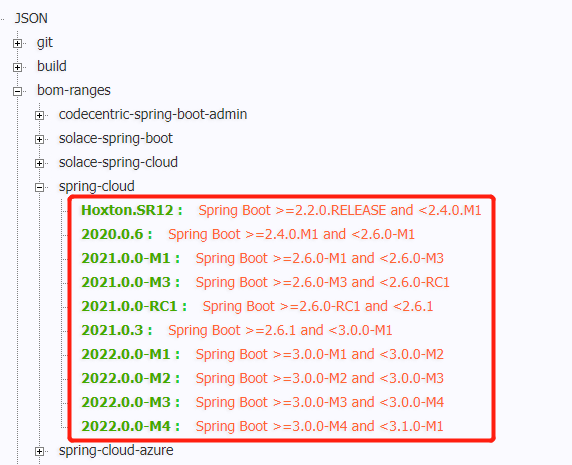 JSON
git
build
bom-ranges
codecentric-spring-boot-admin
solace-spring-boot
solace-spring-cloud
spring-cloud
Hoxton.SR12 : Spring Boot >=2.2.0.RELEASE and <2.4.0.M1
2020.0.6 : Spring Boot >=2.4.0.M1 and <2.6.0-M1
2021.0.0-M1 : Spring Boot >=2.6.0-M1 and <2.6.0-M3
2021.0.0-M3 : Spring Boot >=2.6.0-M3 and <2.6.0-RC1
2021.0.0-RC1 : Spring Boot >=2.6.0-RC1 and <2.6.1
2021.0.3 : Spring Boot >=2.6.1 and <3.0.0-M1
2022.0.0-M1 : Spring Boot >=3.0.0-M1 and <3.0.0-M2
2022.0.0-M2 : Spring Boot >=3.0.0-M2 and <3.0.0-M3
2022.0.0-M3 : Spring Boot >=3.0.0-M3 and <3.0.0-M4
2022.0.0-M4 : Spring Boot >=3.0.0-M4 and <3.1.0-M1
spring-cloud-azure